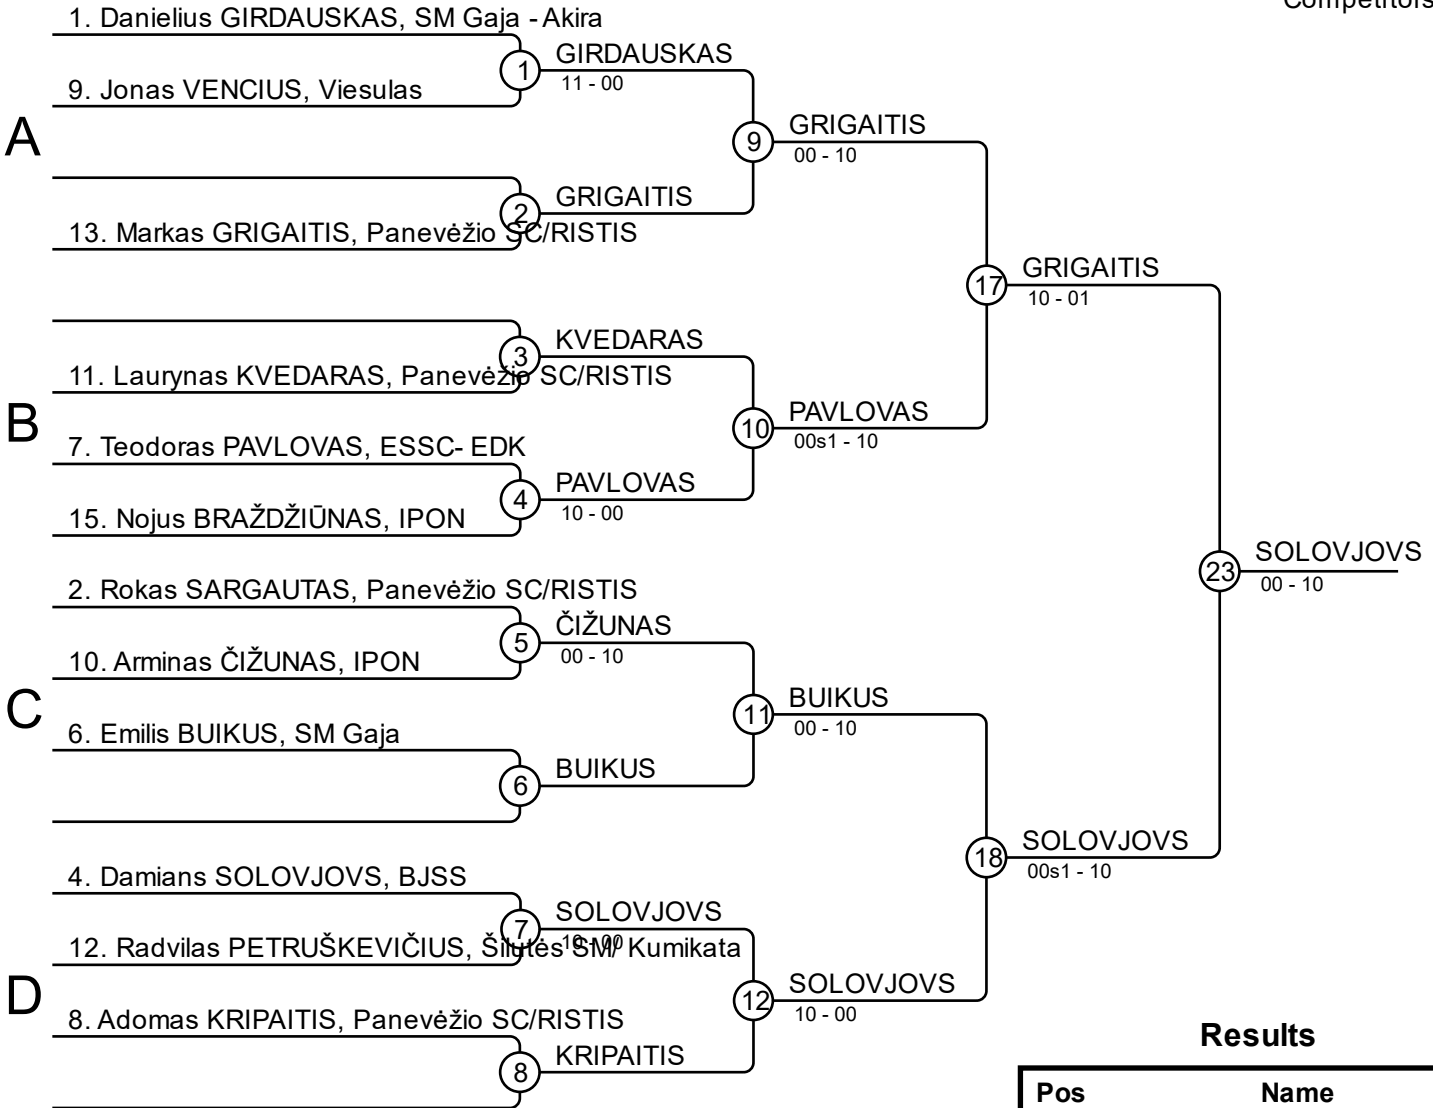 Competitors
1. Danielius GIRDAUSKAS, SM Gaja - Akira
1
GIRDAUSKAS
11 - 00
9. Jonas VENCIUS, Viesulas
A
9
GRIGAITIS
00 - 10
2
GRIGAITIS
13. Markas GRIGAITIS, Panevėžio SC/RISTIS
17
GRIGAITIS
10 - 01
3
KVEDARAS
11. Laurynas KVEDARAS, Panevėžio SC/RISTIS
B
10
PAVLOVAS
00s1 - 10
7. Teodoras PAVLOVAS, ESSC- EDK
4
PAVLOVAS
10 - 00
15. Nojus BRAŽDŽIŪNAS, IPON
23
SOLOVJOVS
00 - 10
2. Rokas SARGAUTAS, Panevėžio SC/RISTIS
5
ČIŽUNAS
00 - 10
10. Arminas ČIŽUNAS, IPON
C
11
BUIKUS
00 - 10
6. Emilis BUIKUS, SM Gaja
6
BUIKUS
18
SOLOVJOVS
00s1 - 10
4. Damians SOLOVJOVS, BJSS
7
SOLOVJOVS
10 - 00
12. Radvilas PETRUŠKEVIČIUS, Šilutės SM/ Kumikata
D
12
SOLOVJOVS
10 - 00
8. Adomas KRIPAITIS, Panevėžio SC/RISTIS
8
KRIPAITIS
Results
Pos Name